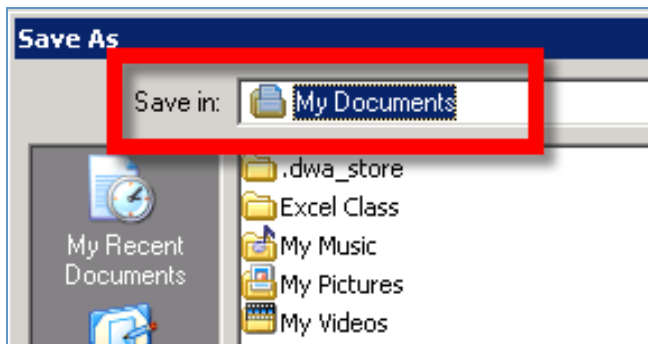 Save As
Save in: My Documents
.dwa_store
Excel Class
My Recent
Documents
My Music
My Pictures
My Videos